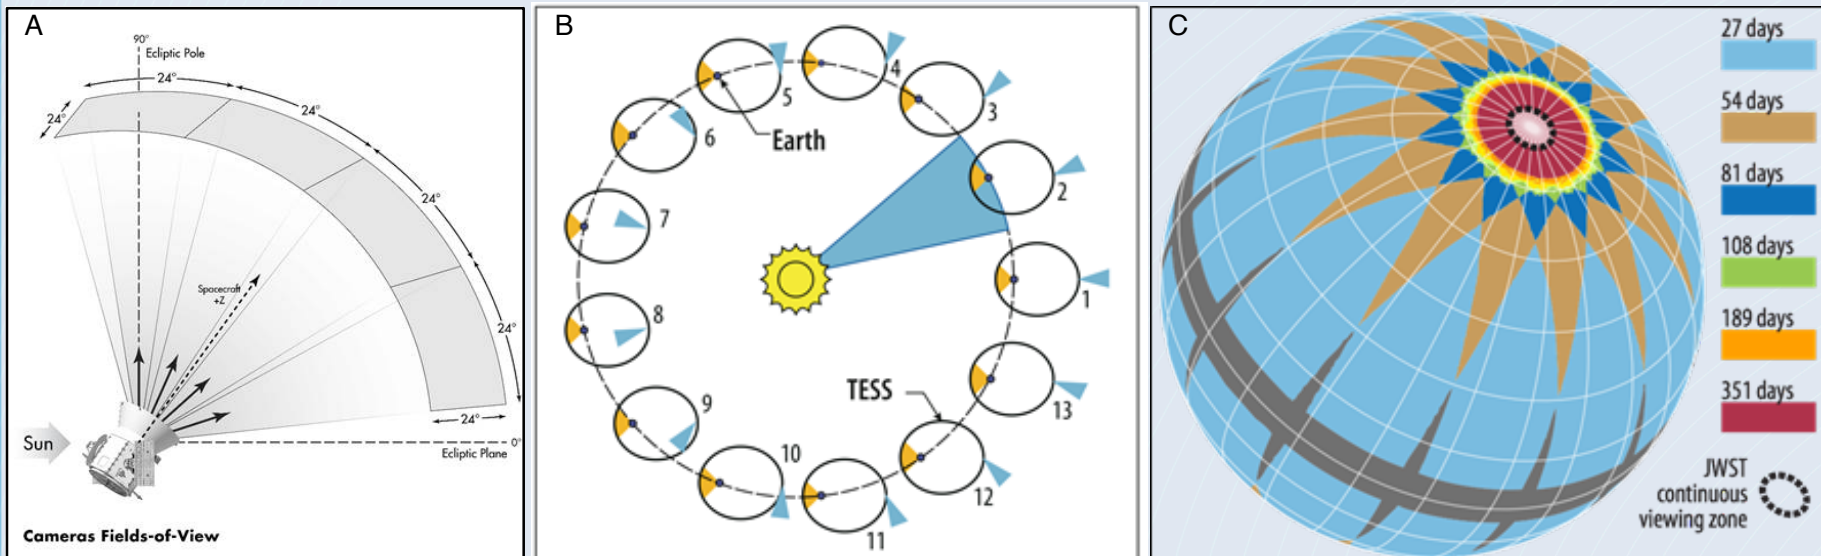 A
90°
Ecliptic Pole
24°
24°
24°
24°
24°
24°
Spacecraft
+Z
Sun
0°
Ecliptic Plane
Cameras Fields-of-View
B
5
4
3
6
Earth
2
7
1
8
TESS
13
9
10
12
11
C
27 days
54 days
81 days
108 days
189 days
351 days
JWST
continuous
viewing zone